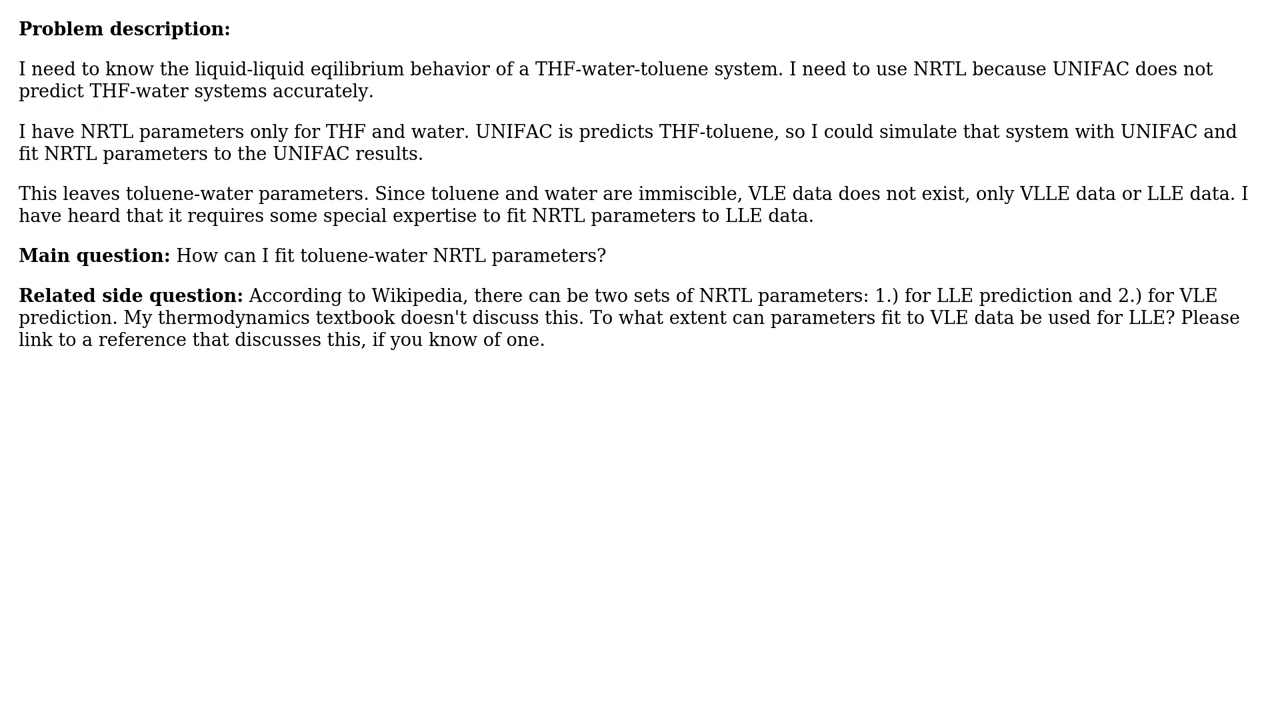 Problem description:
I need to know the liquid-liquid eqilibrium behavior of a THF-water-toluene system. I need to use NRTL because UNIFAC does not
predict THF-water systems accurately.
I have NRTL parameters only for THF and water. UNIFAC is predicts THF-toluene, so I could simulate that system with UNIFAC and
fit NRTL parameters to the UNIFAC results.
This leaves toluene-water parameters. Since toluene and water are immiscible, VLE data does not exist, only VLLE data or LLE data. I
have heard that it requires some special expertise to fit NRTL parameters to LLE data.
Main question: How can I fit toluene-water NRTL parameters?
Related side question: According to Wikipedia, there can be two sets of NRTL parameters: 1.) for LLE prediction and 2.) for VLE
prediction. My thermodynamics textbook doesn't discuss this. To what extent can parameters fit to VLE data be used for LLE? Please
link to a reference that discusses this, if you know of one.